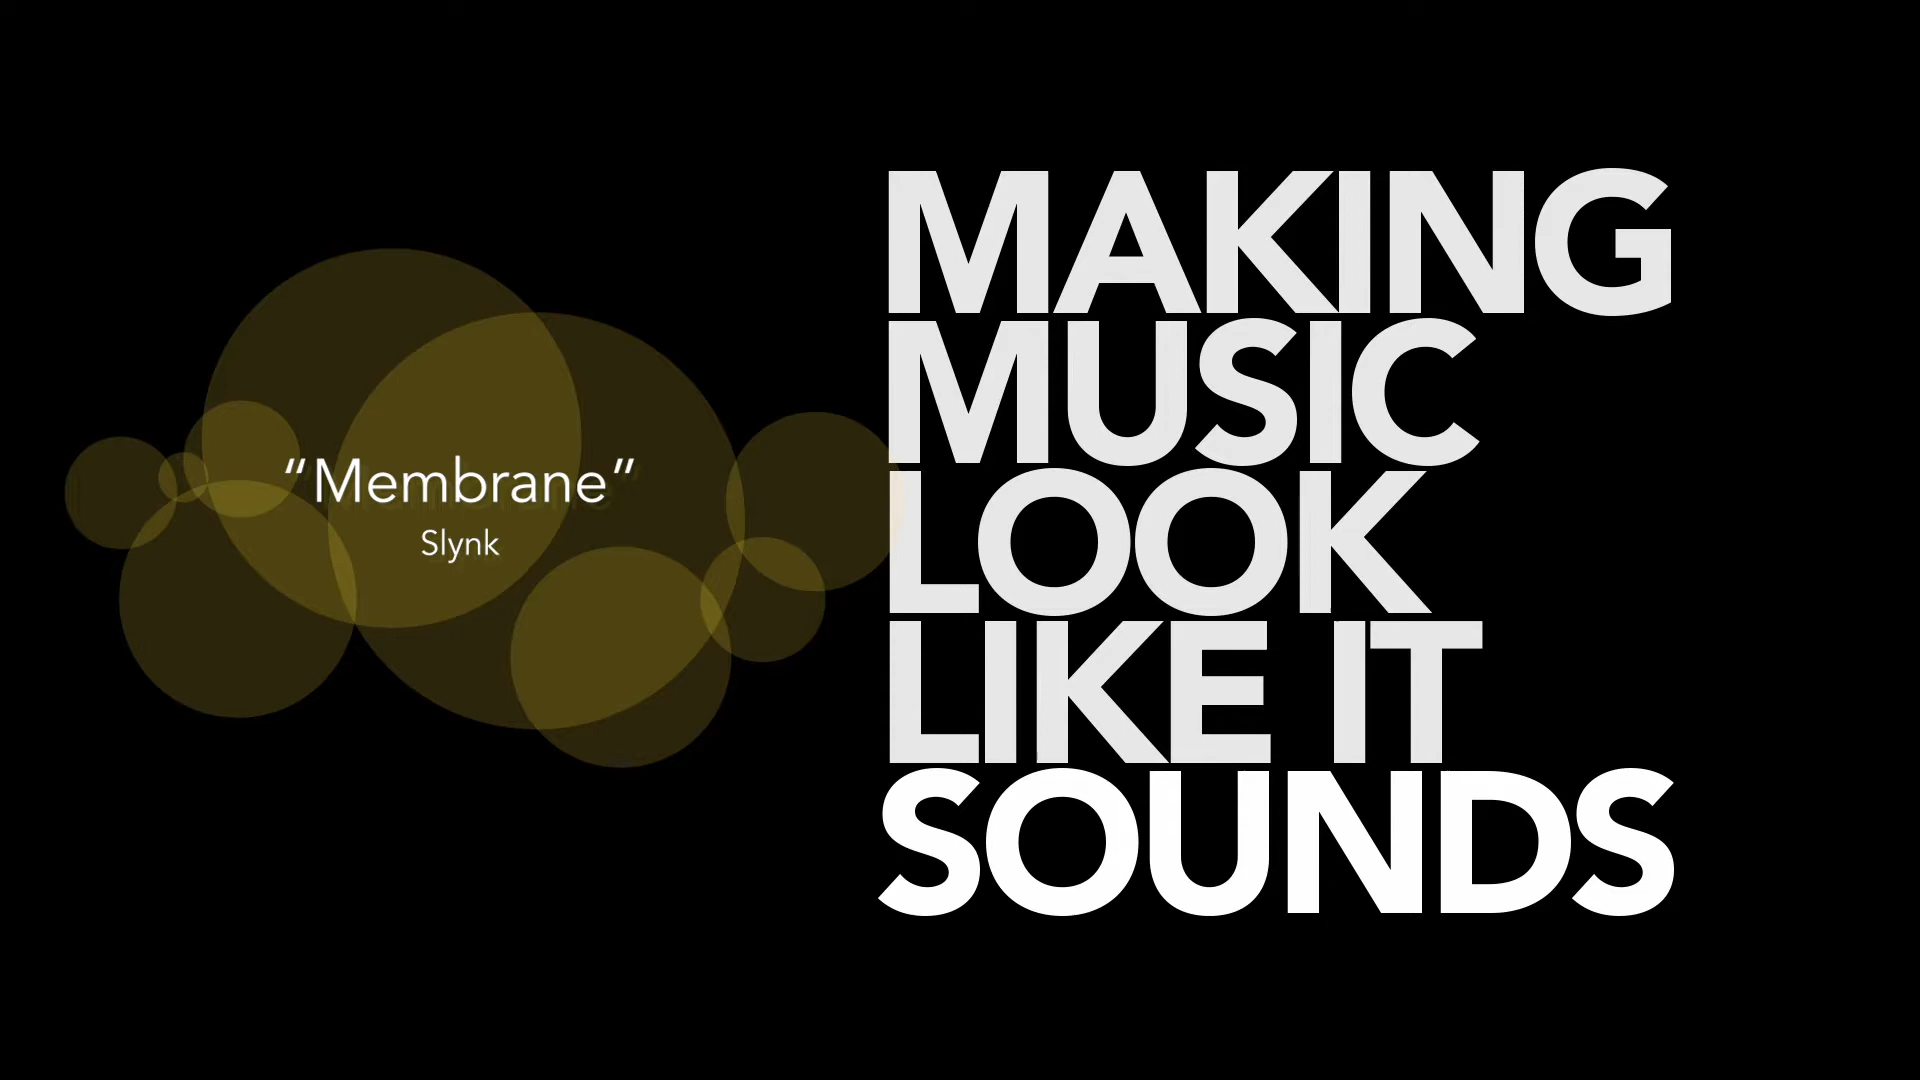 “Membrane”
Slynk
MAKING
MUSIC
LOOK
LIKE IT
SOUNDS